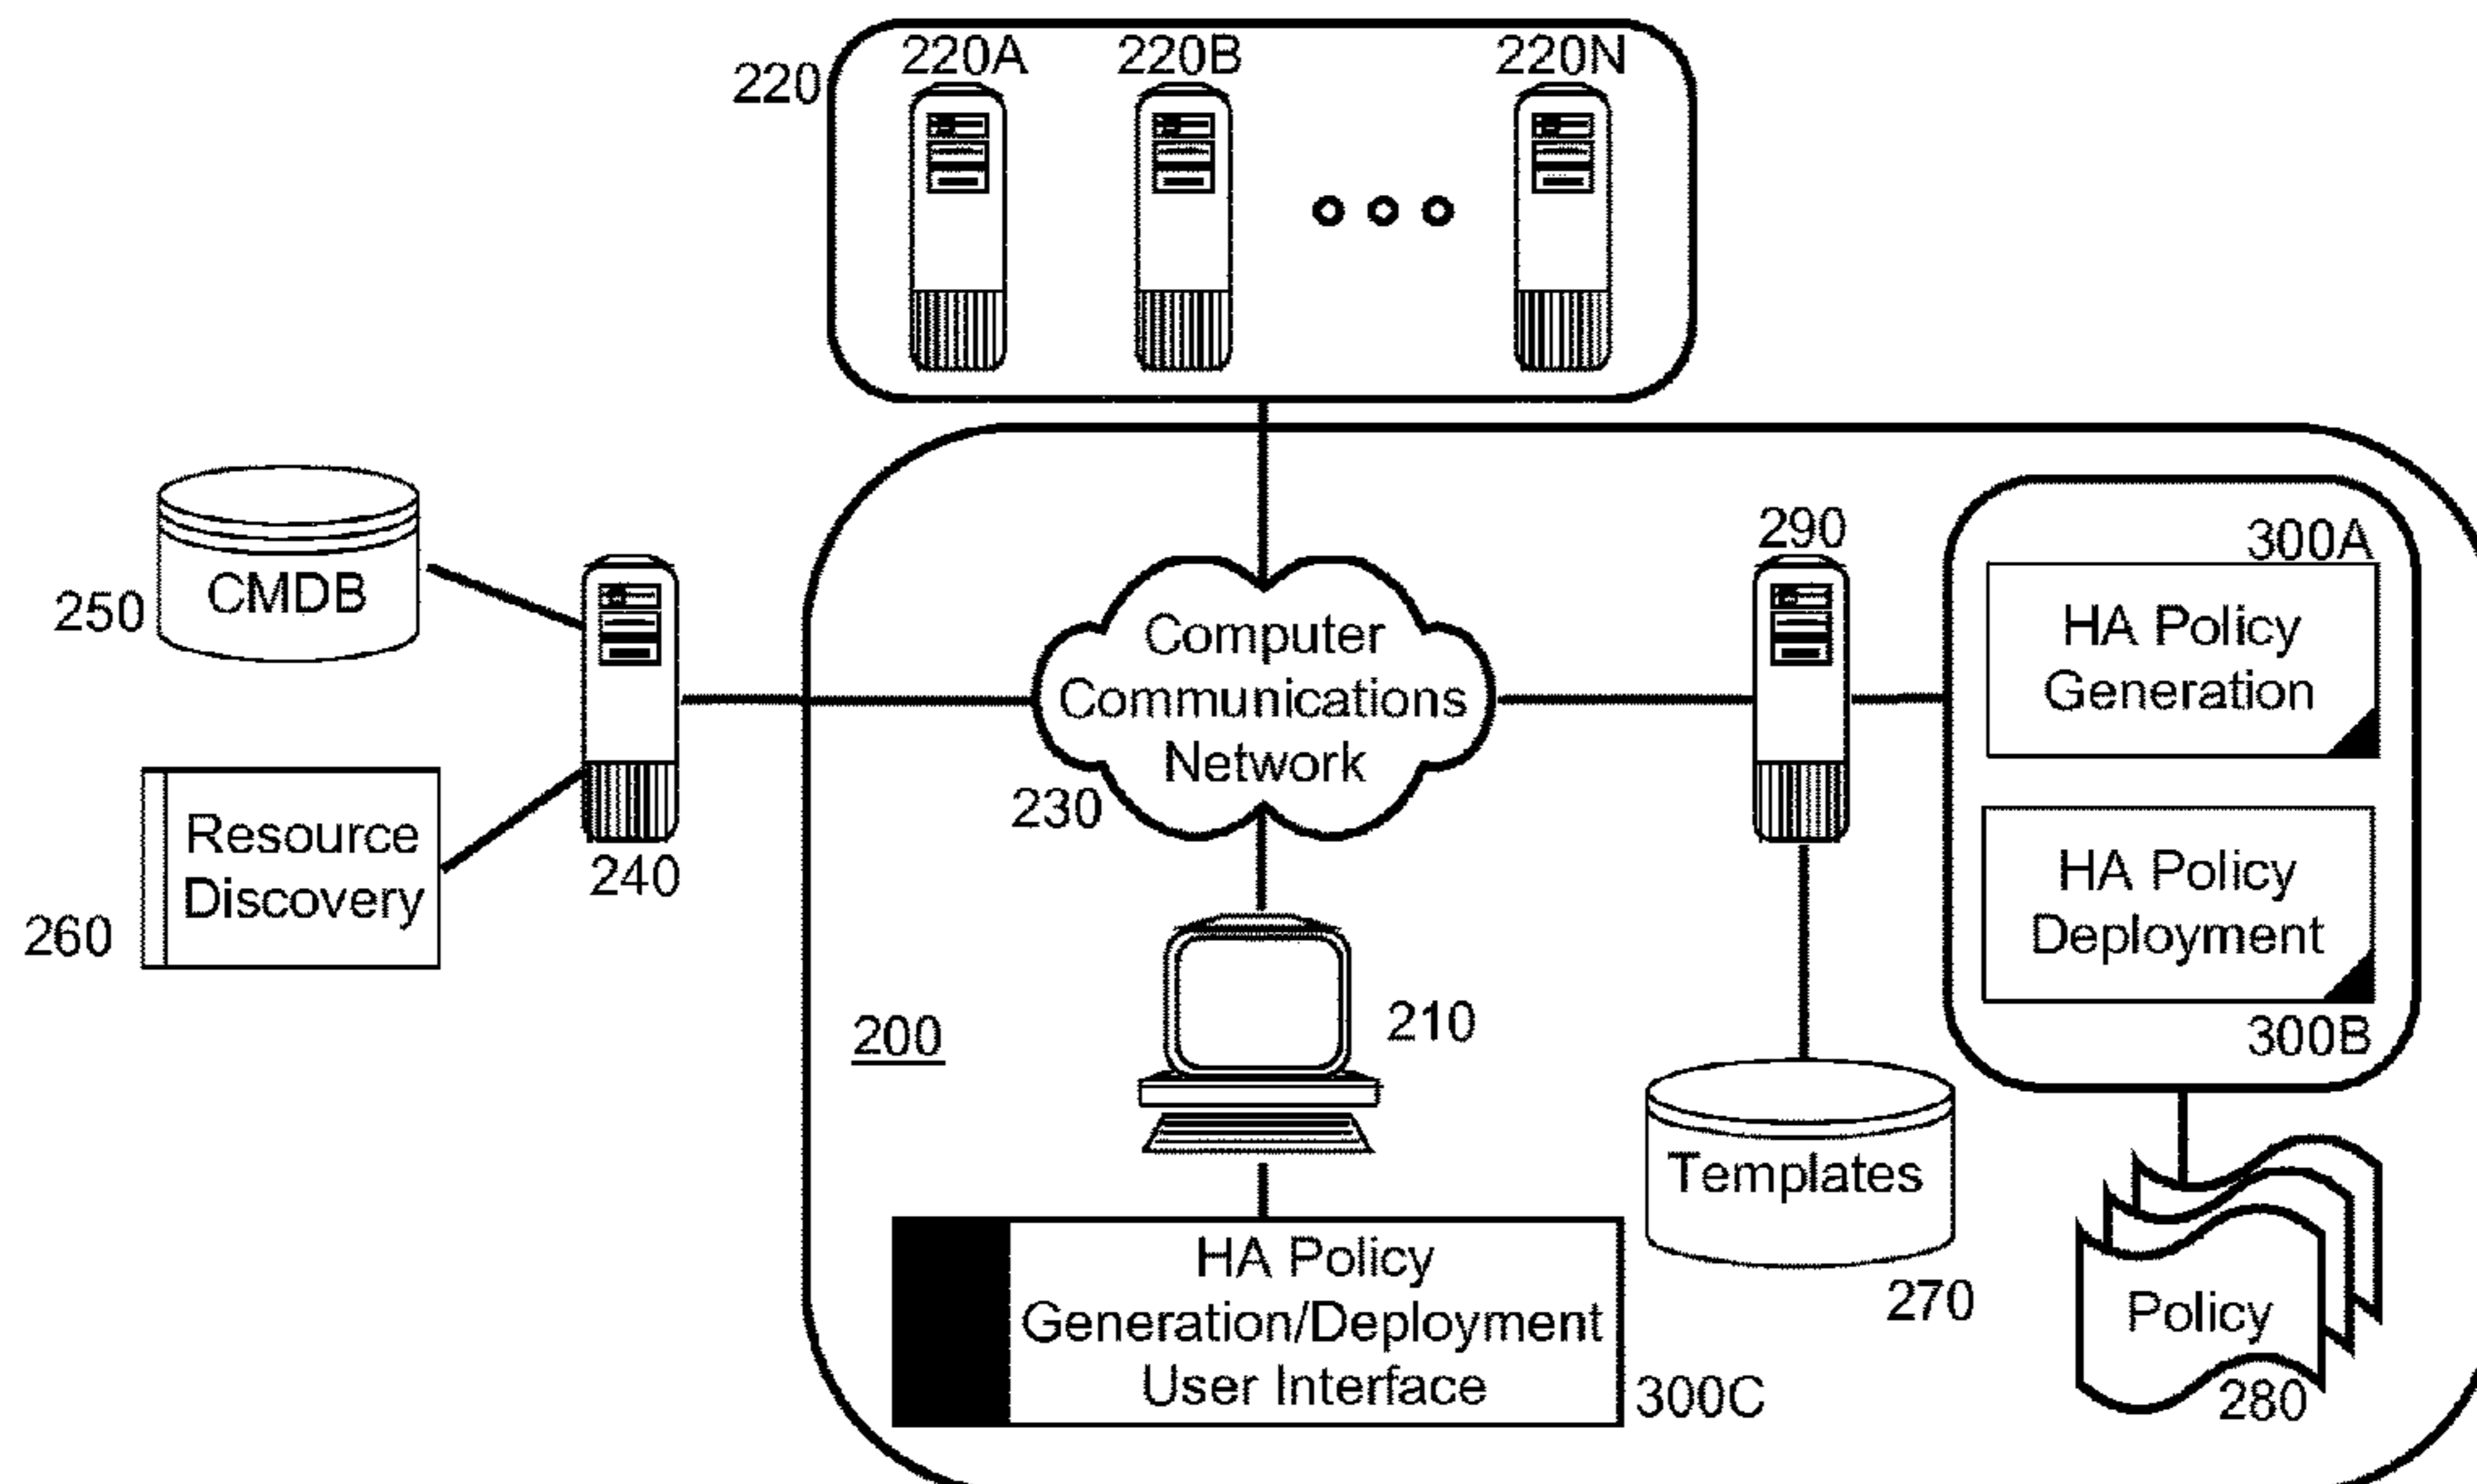 220
220A
220B
220N
250
CMDB
260
Resource
Discovery
240
Computer
Communications
Network
230
290
300A
HA Policy
Generation
HA Policy
Deployment
300B
200
210
Templates
270
HA Policy
Generation/Deployment
User Interface
300C
Policy
280